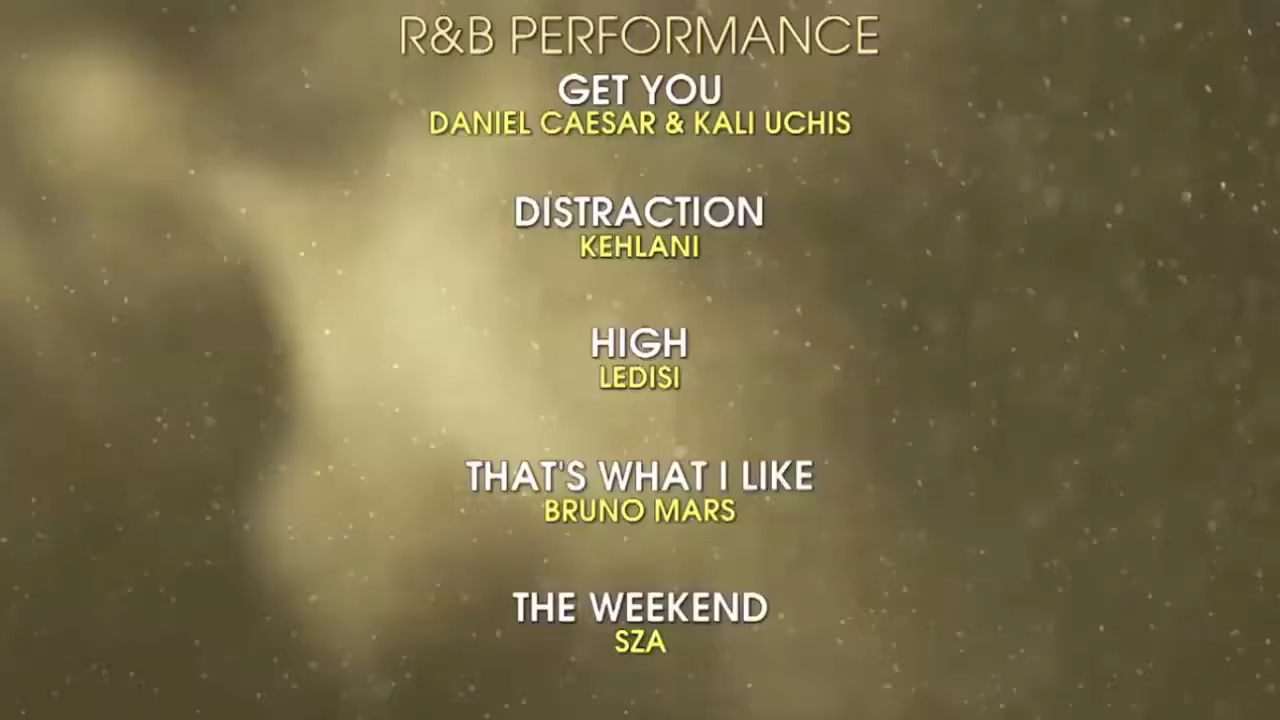 R&B PERFORMANCE
GET YOU
DANIEL CAESAR & KALI UCHIS
DISTRACTION
KEHLANI
HIGH
LEDISI
THAT'S WHAT I LIKE
BRUNO MARS
THE WEEKEND
SZA